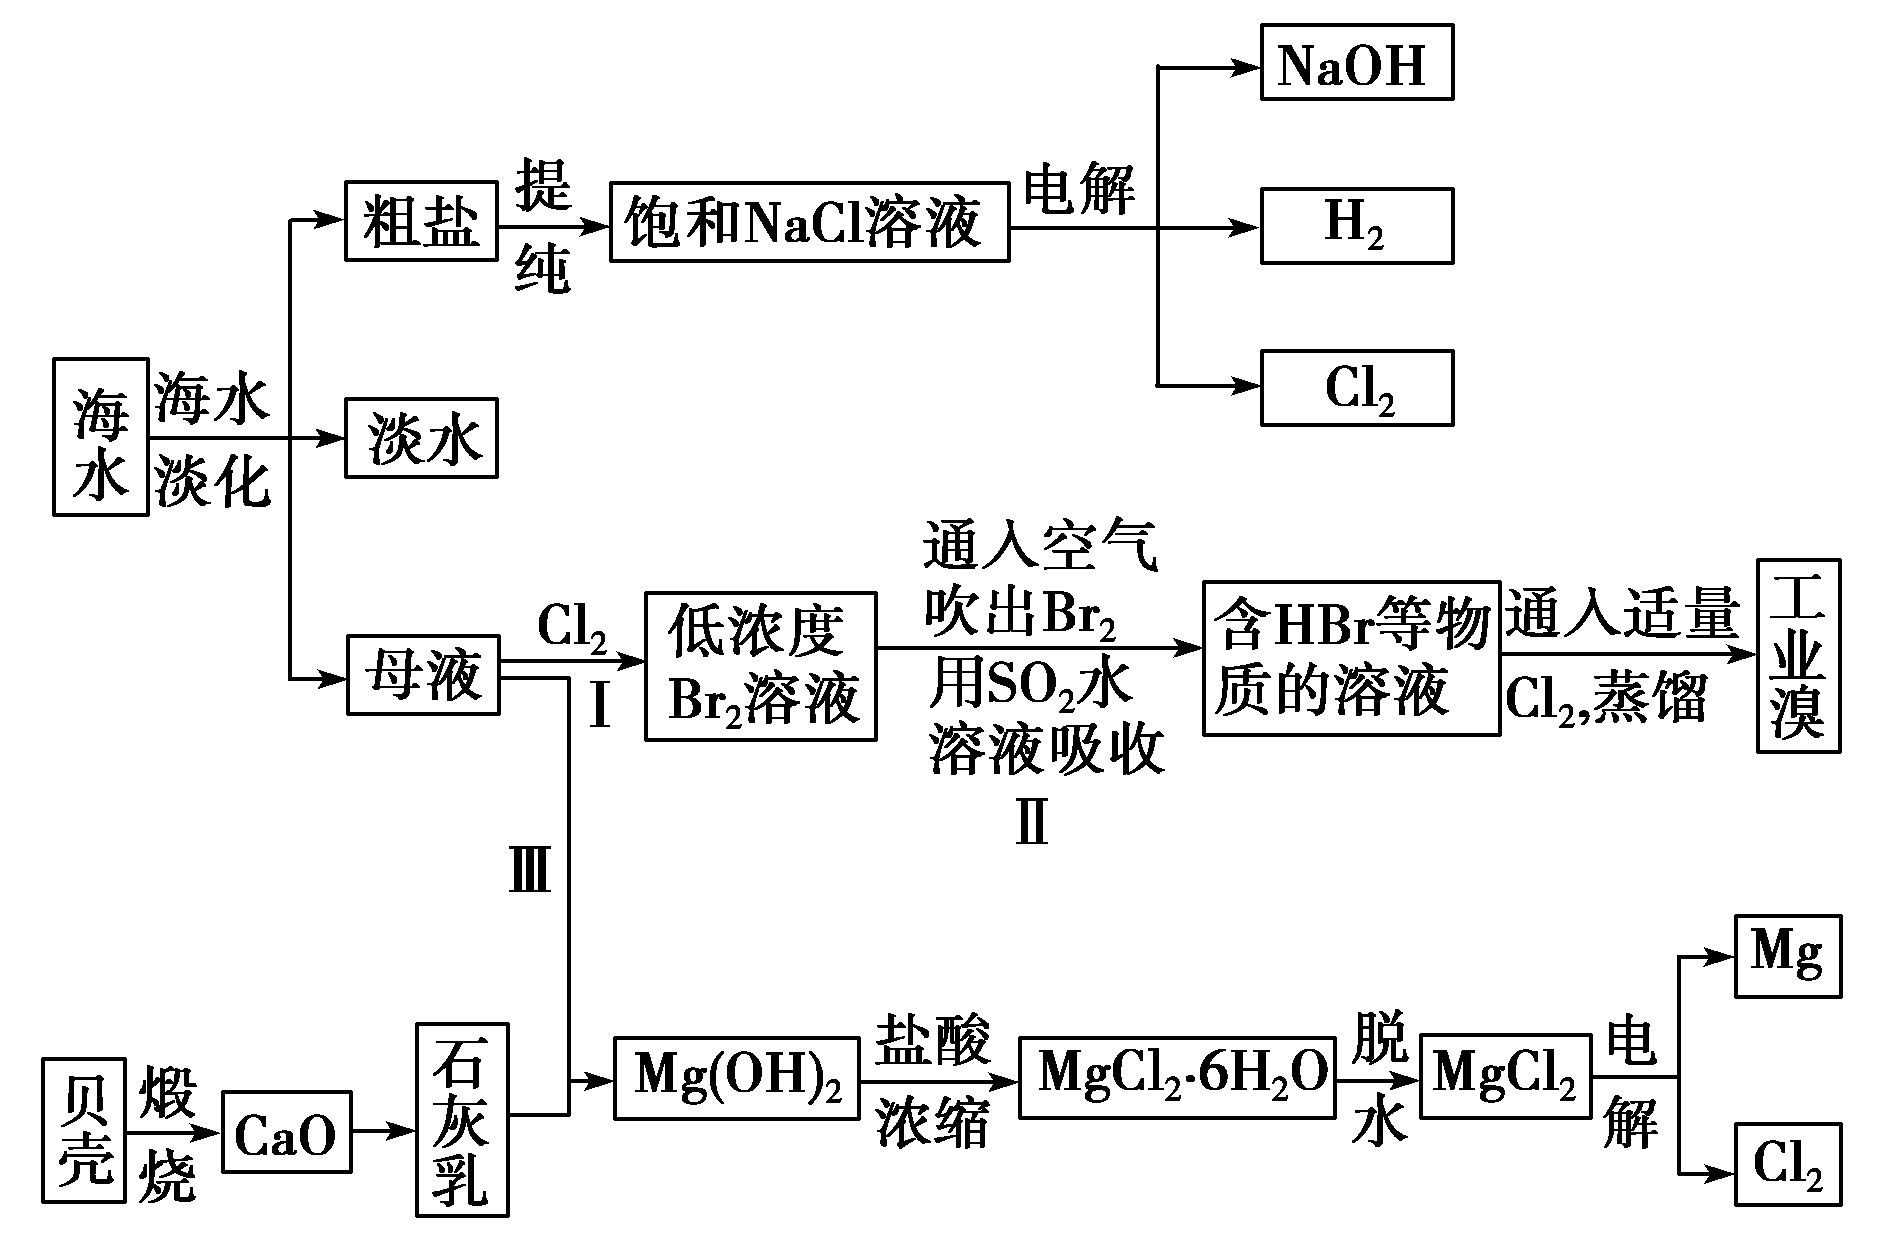 NaOH
粗盐
提
纯
饱和NaCl溶液
电解
H₂
Cl₂
海
水
海水
淡化
淡水
母液
Cl₂
Ⅰ
低浓度
Br₂溶液
通入空气
吹出Br₂
用SO₂水
溶液吸收
Ⅱ
含HBr等物
质的溶液
通入适量
Cl₂,蒸馏
工
业
溴
Ⅲ
贝
壳
煅
烧
CaO
石
灰
乳
Mg(OH)₂
盐酸
浓缩
MgCl₂·6H₂O
脱
水
MgCl₂
电
解
Mg
Cl₂